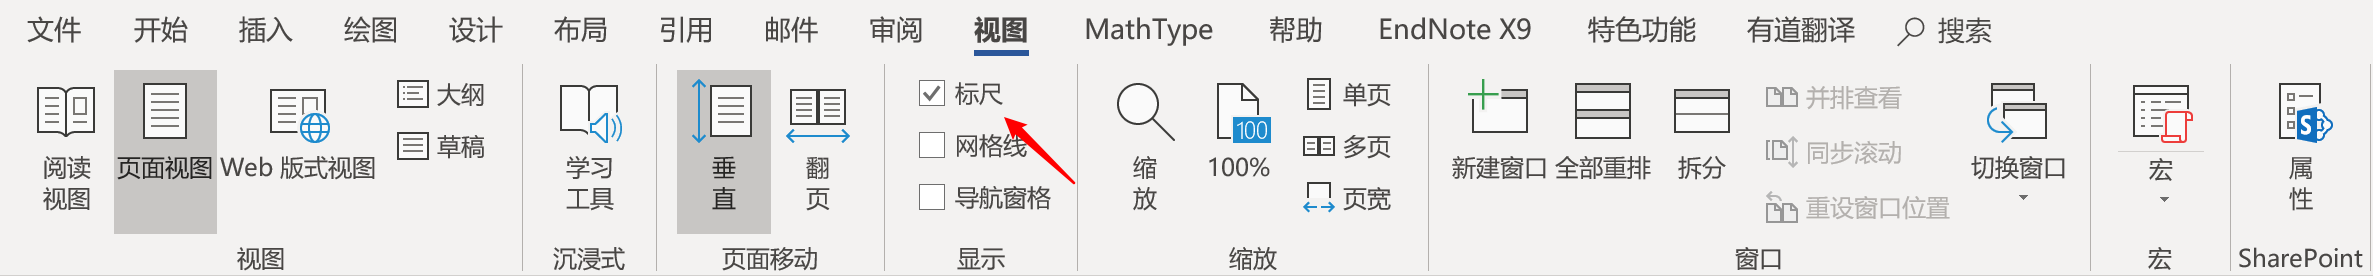 文件 开始 插入 绘图 设计 布局 引用 邮件 审阅 视图 MathType 帮助 EndNote X9 特色功能 有道翻译 搜索
阅读
视图
页面视图
Web 版式视图
大纲
草稿
视图
学习
工具
沉浸式
垂
直
翻
页
页面移动
标尺
网格线
导航窗格
显示
缩
放
100
100%
单页
多页
页宽
缩放
新建窗口
全部重排
拆分
并排查看
同步滚动
重设窗口位置
切换窗口
窗口
宏
宏
S
属
性
SharePoint